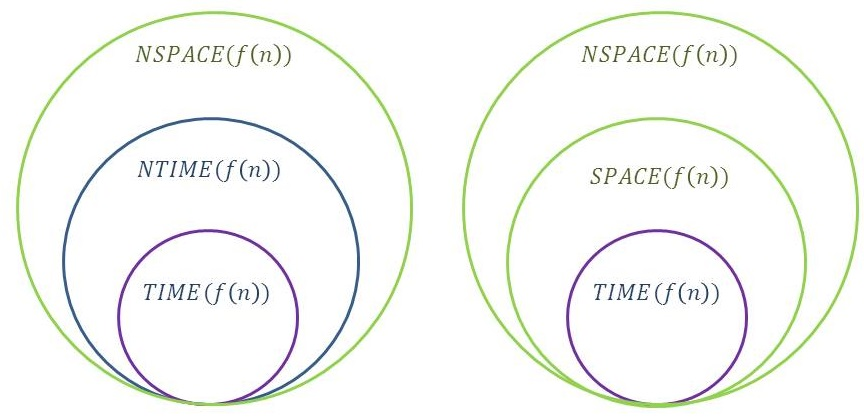 NSPACE(f(n))
NTIME(f(n))
TIME(f(n))
NSPACE(f(n))
SPACE(f(n))
TIME(f(n))